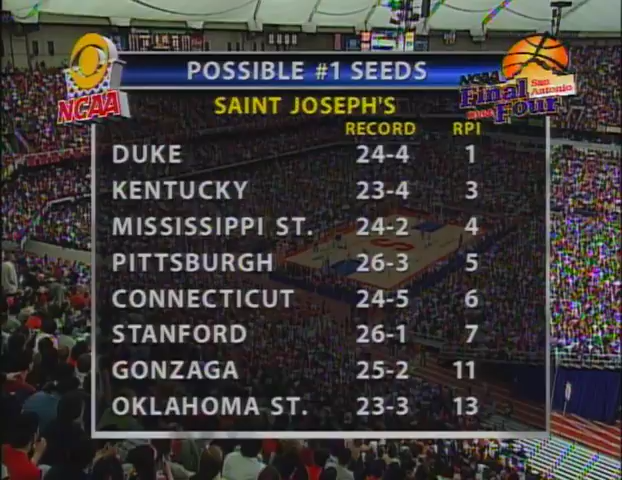 POSSIBLE #1 SEEDS
NCAA
NCAA
Final
Four
San
Antonio
SAINT JOSEPH'S
RECORD RPI
DUKE 24-4 1
KENTUCKY 23-4 3
MISSISSIPPI ST. 24-2 4
PITTSBURGH 26-3 5
CONNECTICUT 24-5 6
STANFORD 26-1 7
GONZAGA 25-2 11
OKLAHOMA ST. 23-3 13